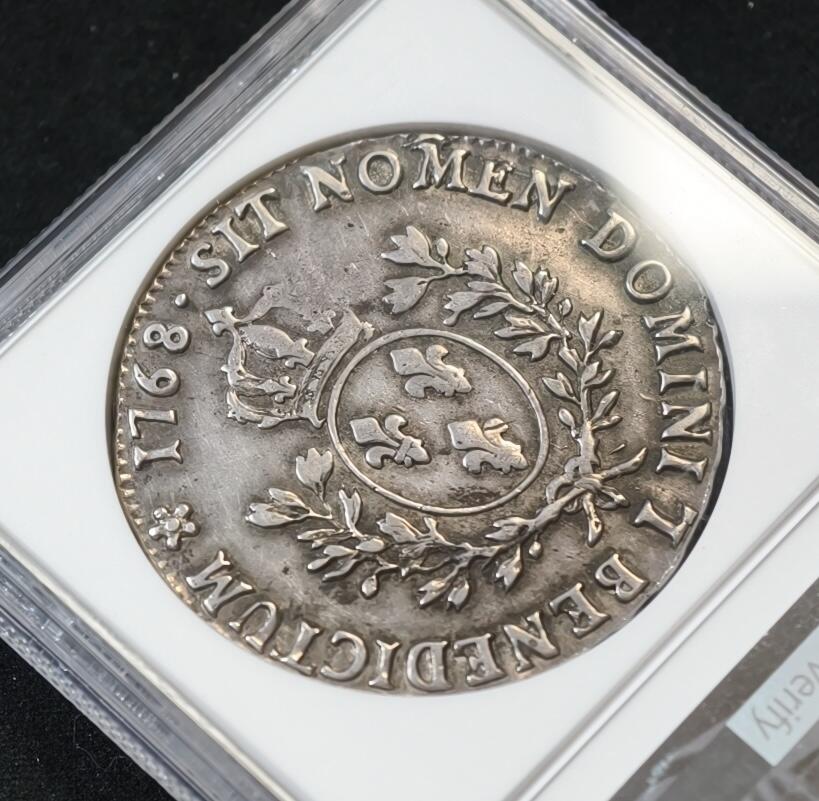 SIT NOMEN DOMINI T BENEDICTUM
1768 ·
verify